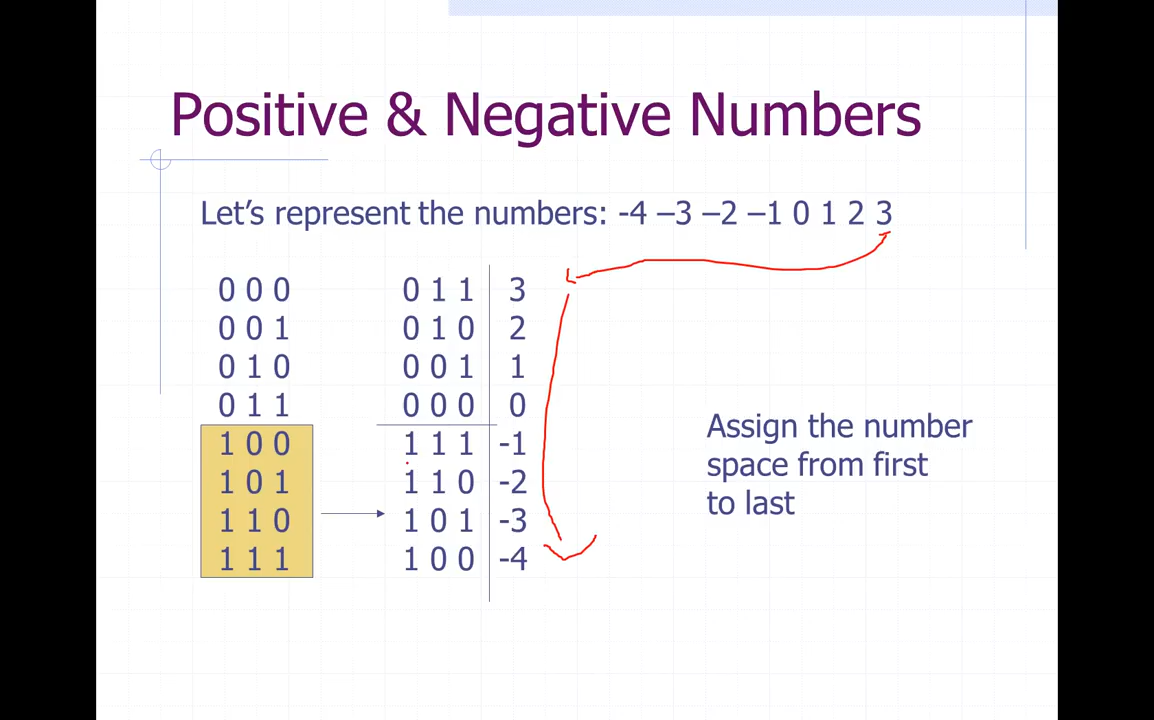 Positive & Negative Numbers
Let’s represent the numbers: -4 –3 –2 –1 0 1 2 3
0 0 0
0 0 1
0 1 0
0 1 1
1 0 0
1 0 1
1 1 0
1 1 1
0 1 1 3
0 1 0 2
0 0 1 1
0 0 0 0
1 1 1 -1
1 1 0 -2
1 0 1 -3
1 0 0 -4
Assign the number
space from first
to last